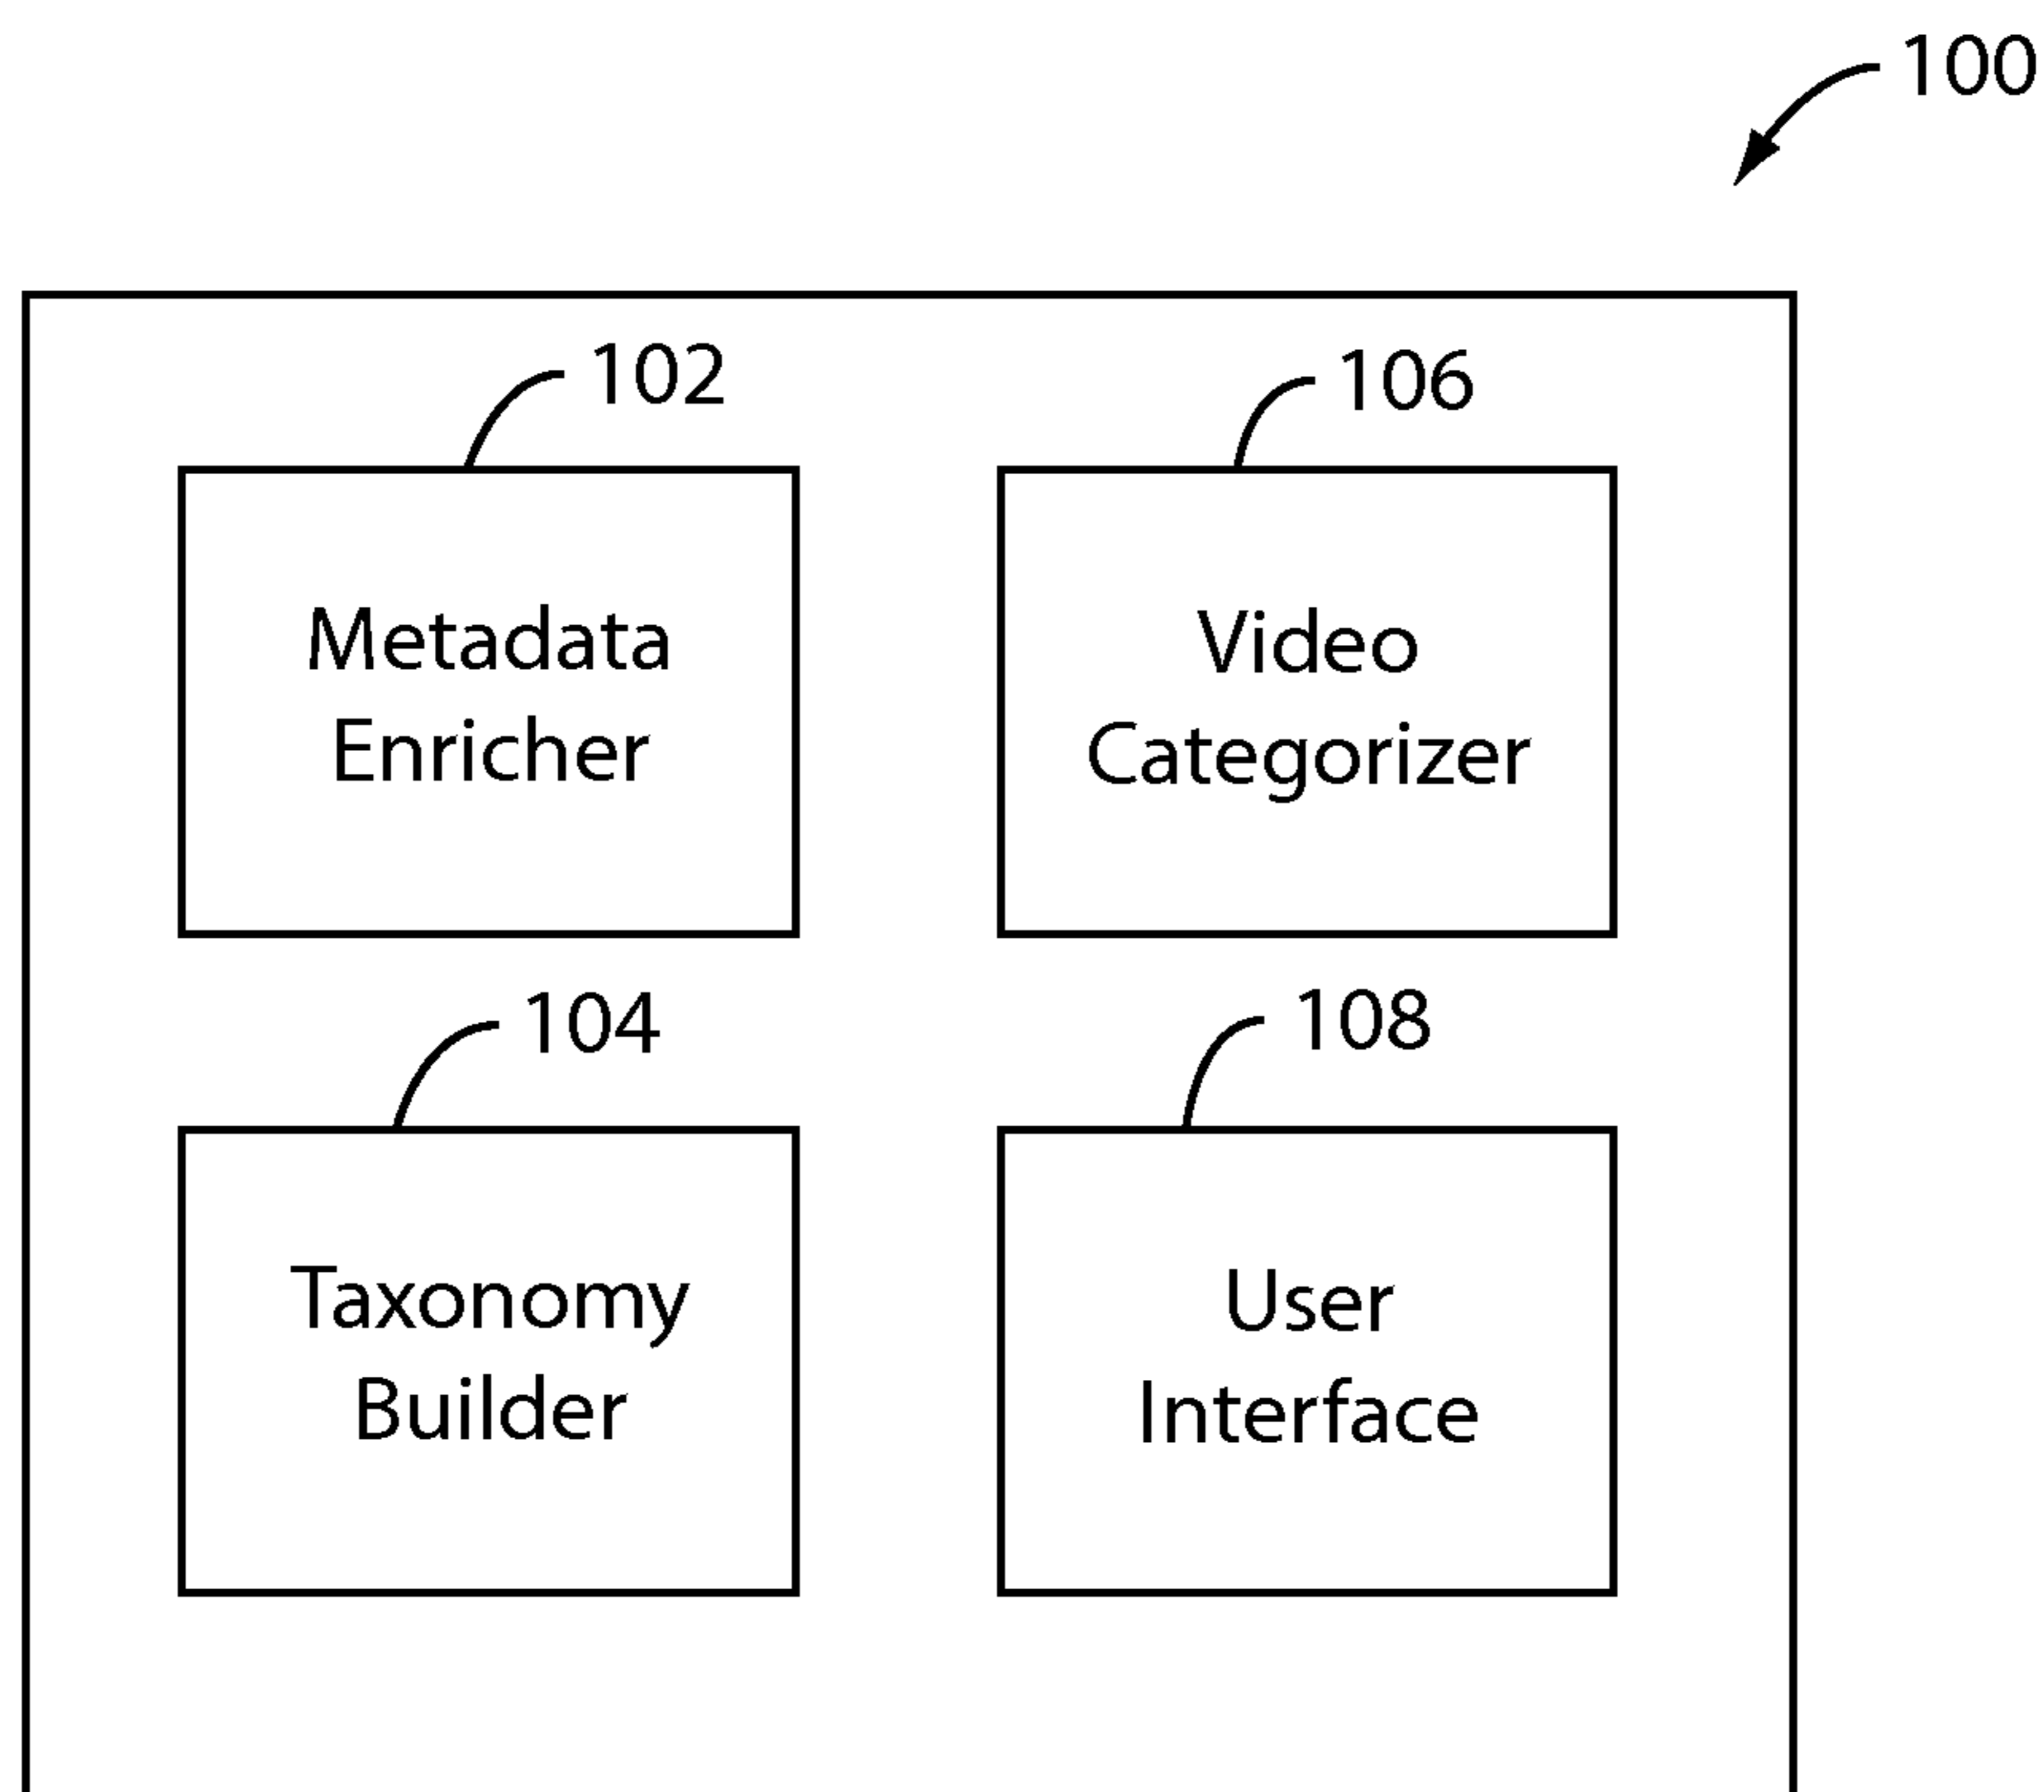 100
102
Metadata
Enricher
106
Video
Categorizer
104
Taxonomy
Builder
108
User
Interface